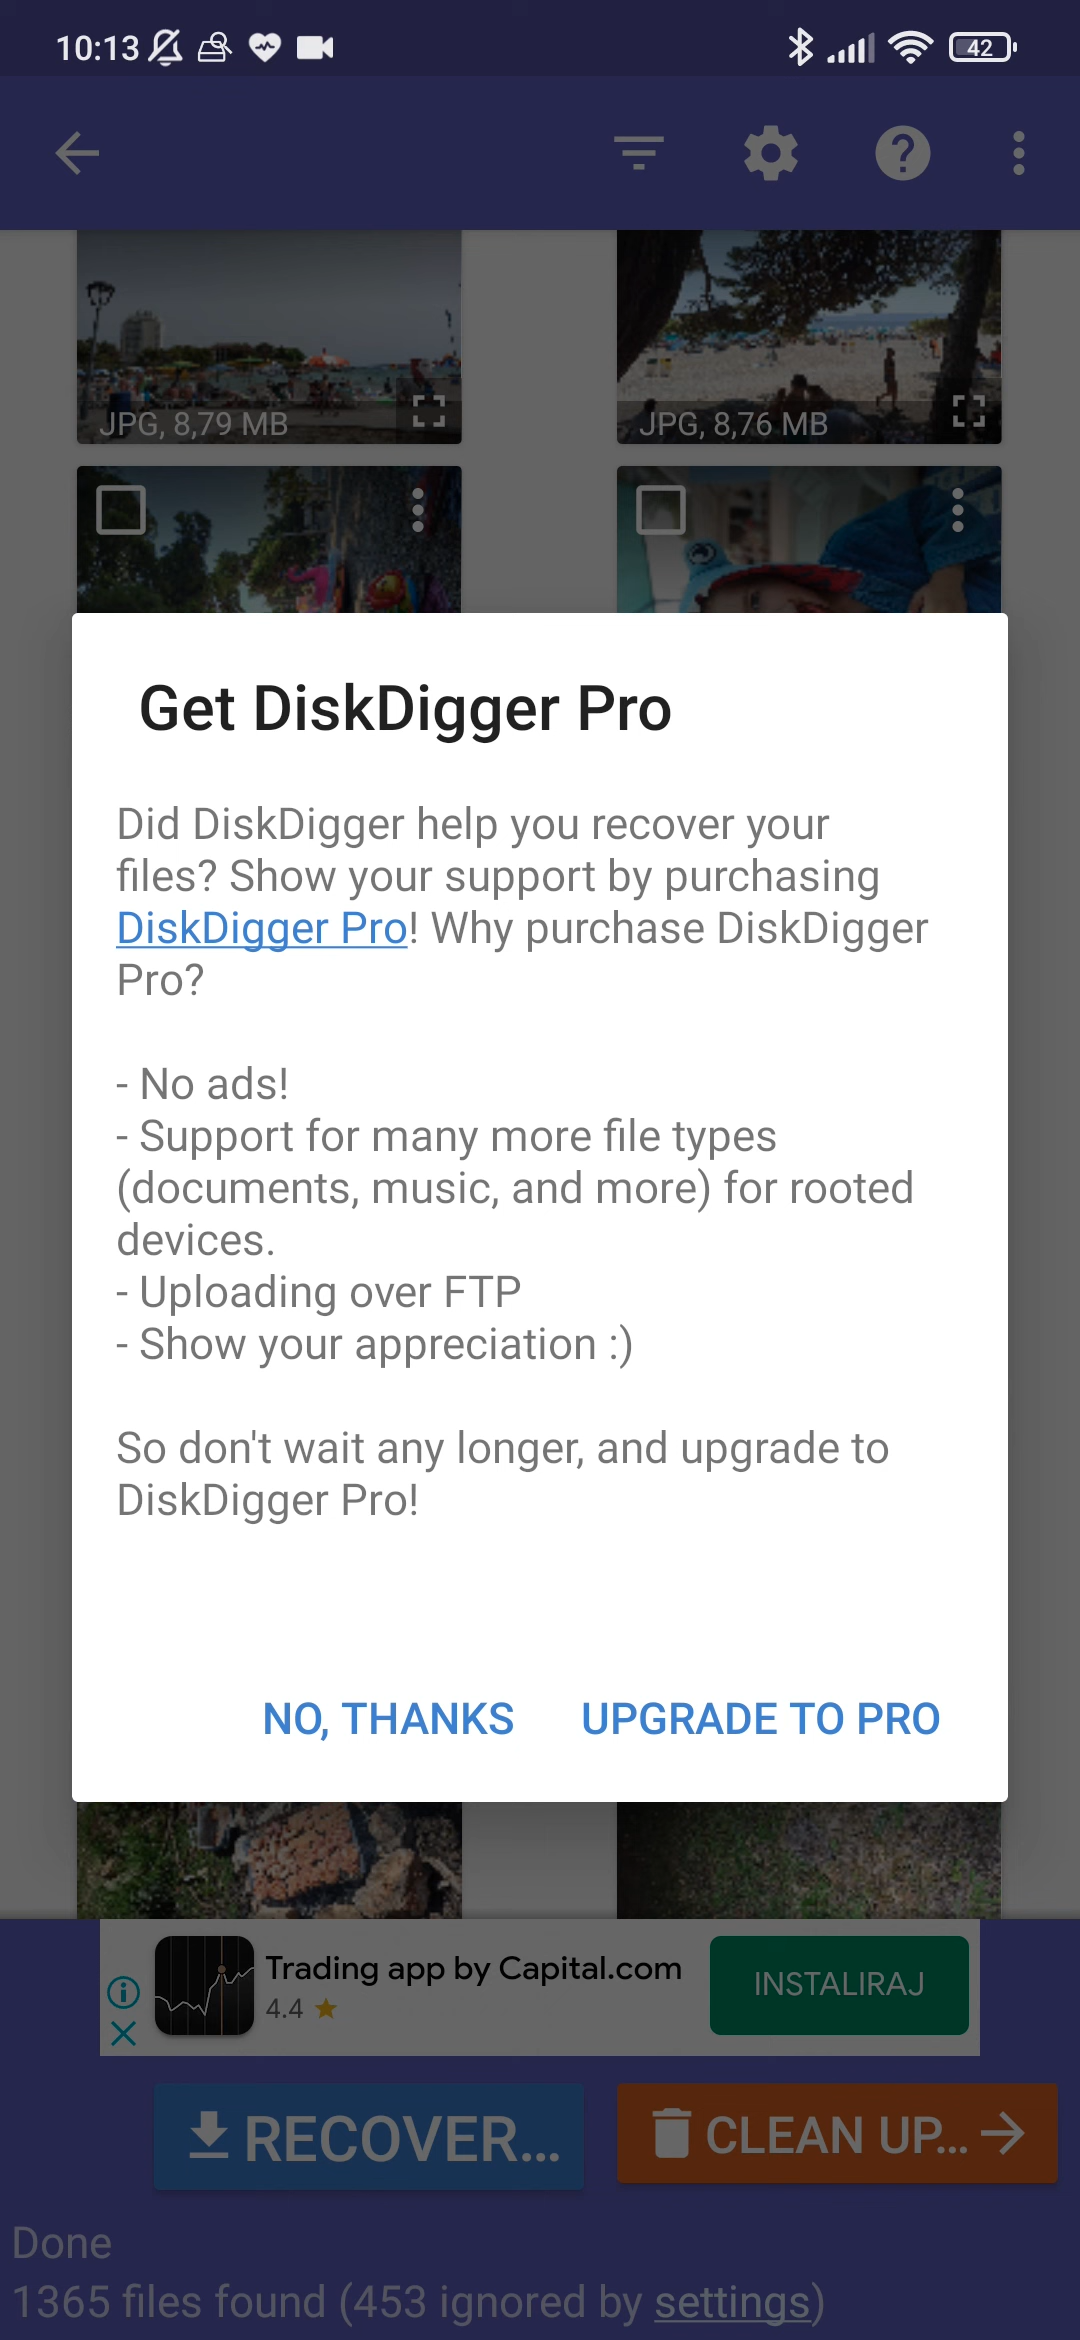 10:13
42
JPG, 8,79 MB
JPG, 8,76 MB
Get DiskDigger Pro
Did DiskDigger help you recover your
files? Show your support by purchasing
DiskDigger Pro! Why purchase DiskDigger
Pro?
- No ads!
- Support for many more file types
(documents, music, and more) for rooted
devices.
- Uploading over FTP
- Show your appreciation :)
So don't wait any longer, and upgrade to
DiskDigger Pro!
NO, THANKS
UPGRADE TO PRO
Trading app by Capital.com
4.4
INSTALIRAJ
RECOVER...
CLEAN UP...
Done
1365 files found (453 ignored by settings)